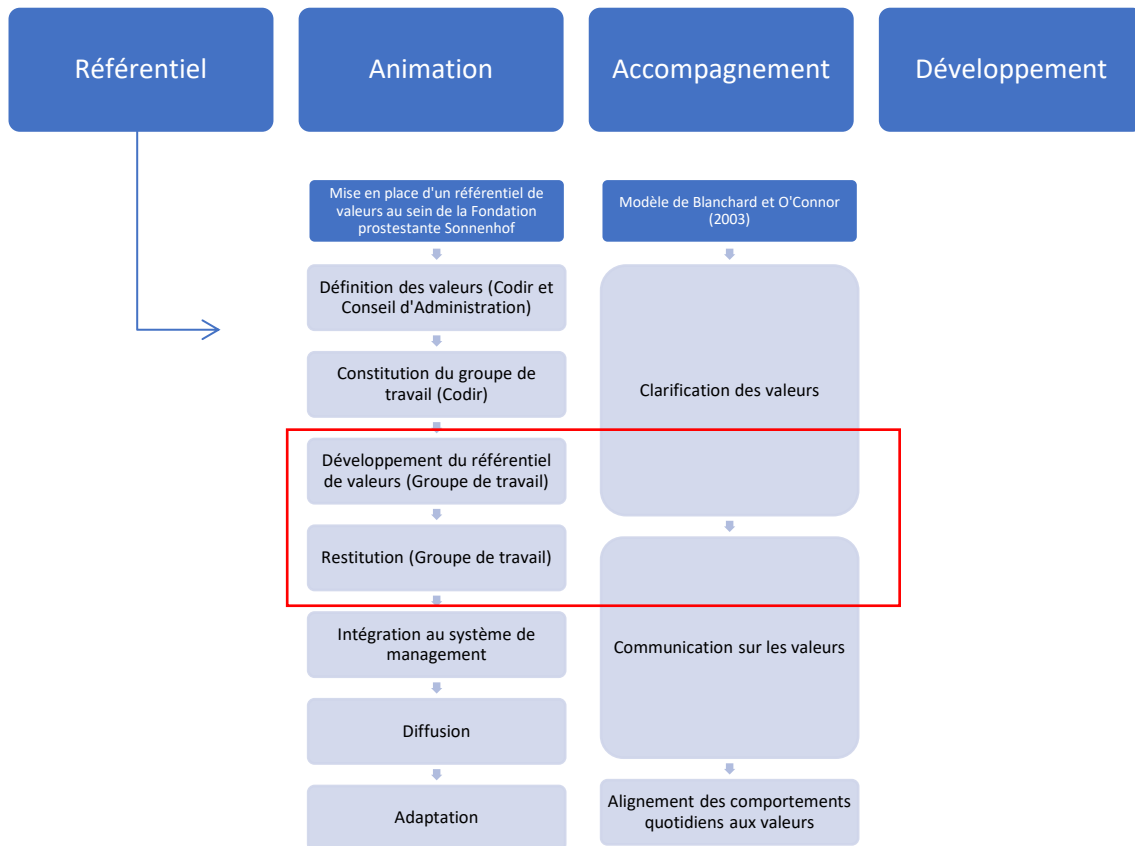 Référentiel
Animation
Accompagnement
Développement
Mise en place d'un référentiel de
valeurs au sein de la Fondation
prostestante Sonnenhof
Définition des valeurs (Codir et
Conseil d'Administration)
Constitution du groupe de
travail (Codir)
Développement du référentiel
de valeurs (Groupe de travail)
Restitution (Groupe de travail)
Intégration au système de
management
Diffusion
Adaptation
Modèle de Blanchard et O'Connor
(2003)
Clarification des valeurs
Communication sur les valeurs
Alignement des comportements
quotidiens aux valeurs